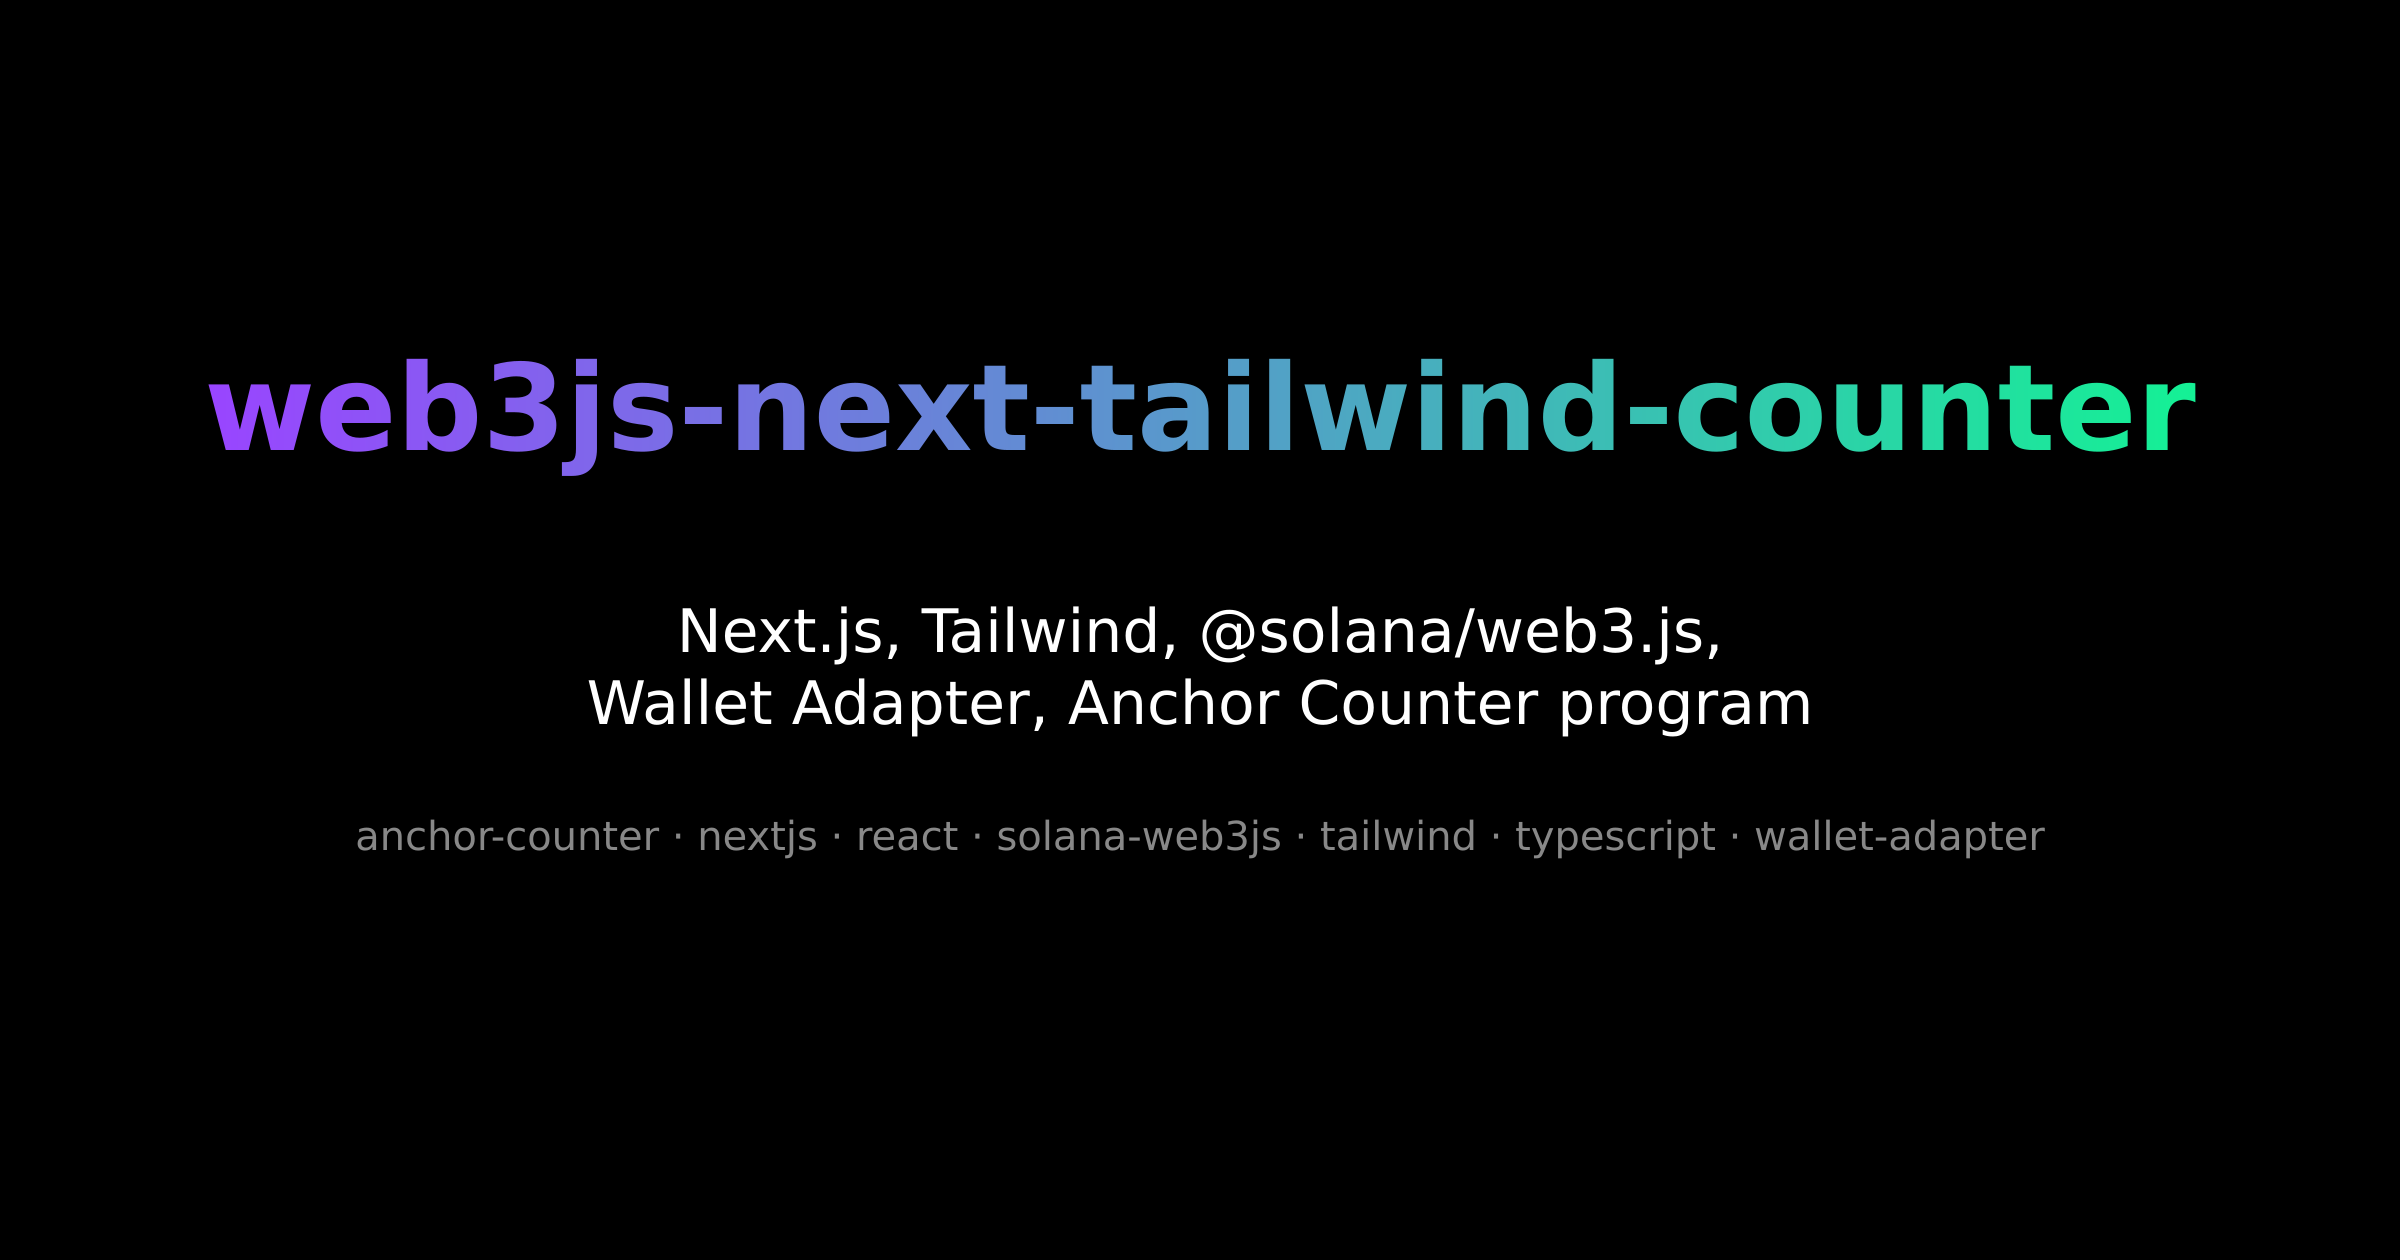 web3js-next-tailwind-counter
Next.js, Tailwind, @solana/web3.js,
Wallet Adapter, Anchor Counter program
anchor-counter · nextjs · react · solana-web3js · tailwind · typescript · wallet-adapter